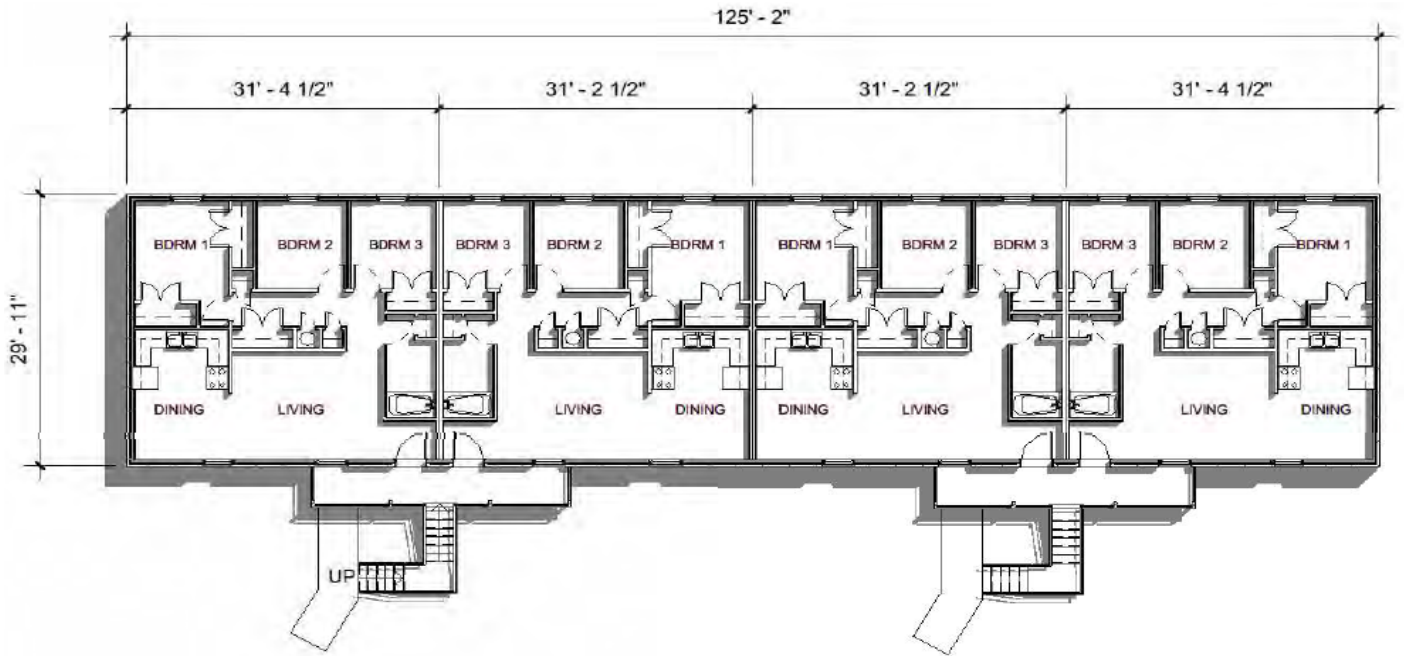 125' - 2"
31' - 4 1/2" 31' - 2 1/2" 31' - 2 1/2" 31' - 4 1/2"
29' - 11"
BDRM 1 BDRM 2 BDRM 3 BDRM 3 BDRM 2 BDRM 1 BDRM 1 BDRM 2 BDRM 3 BDRM 3 BDRM 2 BDRM 1
DINING LIVING LIVING DINING DINING LIVING LIVING DINING
UP